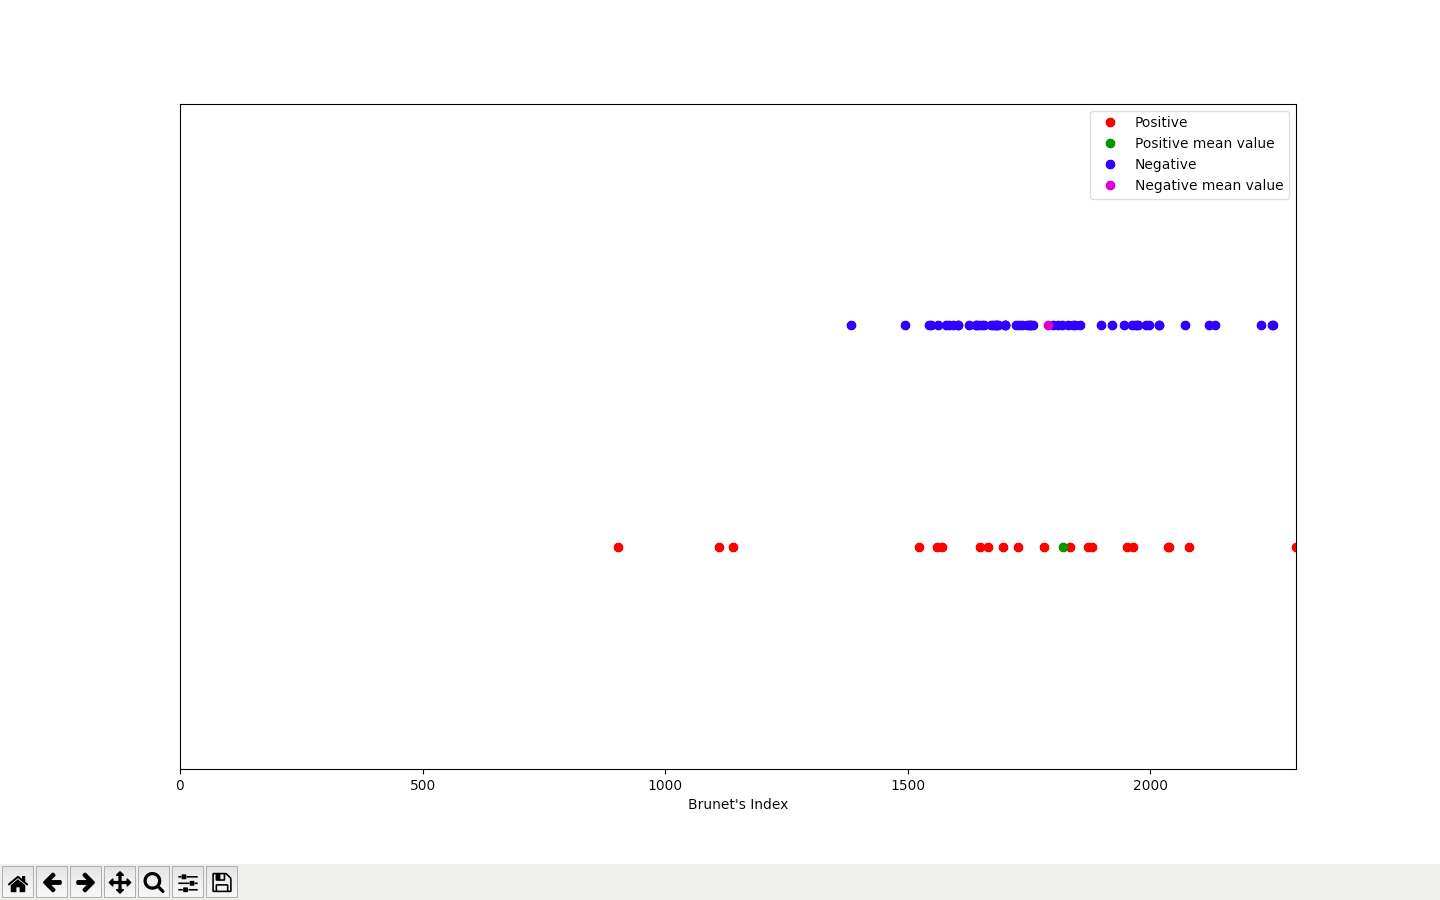 Positive
Positive mean value
Negative
Negative mean value
0 500 1000 1500 2000
Brunet's Index